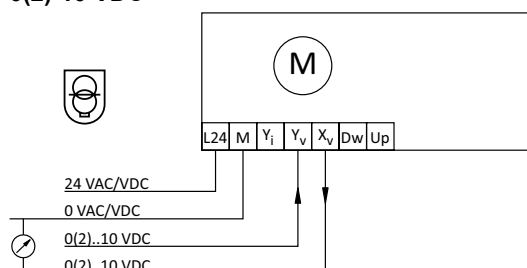 0(2)-10 VDC
M
L24 M Yi Yv Xv Dw Up
24 VAC/VDC
0 VAC/VDC
0(2)..10 VDC
0(2)..10 VDC